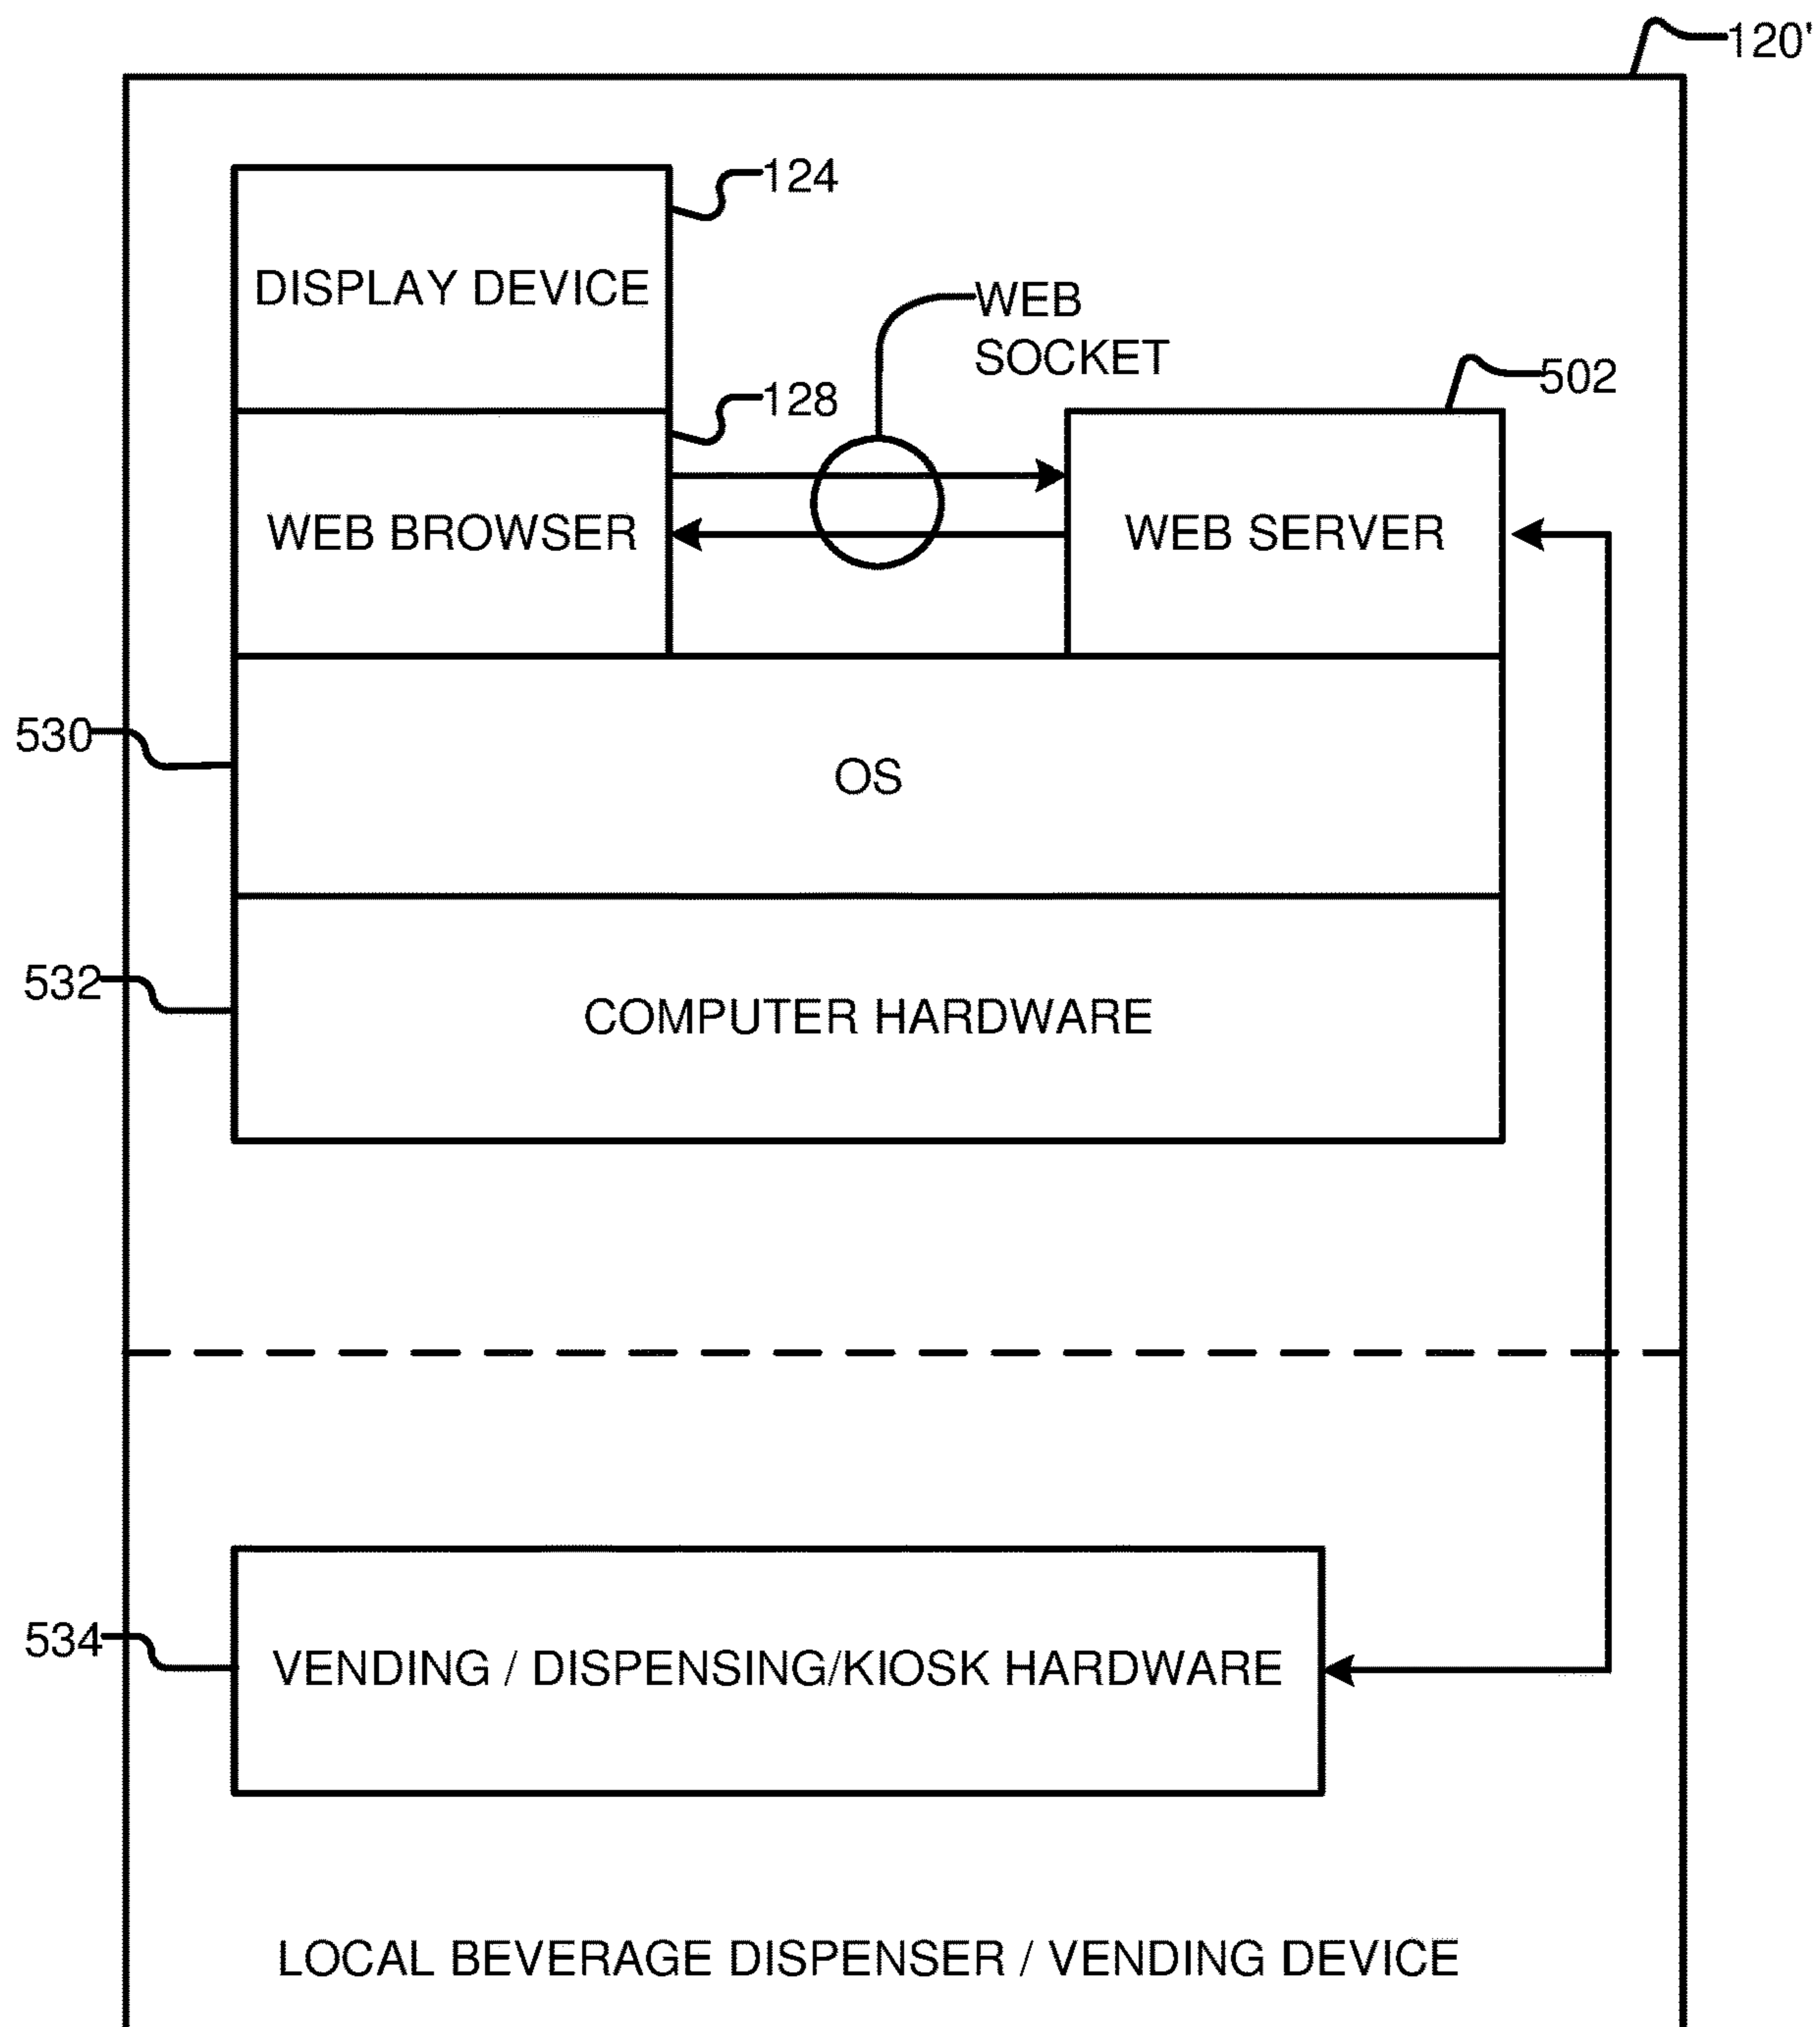 120'
124
DISPLAY DEVICE
WEB
SOCKET
128
502
WEB BROWSER
WEB SERVER
530
OS
532
COMPUTER HARDWARE
534
VENDING / DISPENSING/KIOSK HARDWARE
LOCAL BEVERAGE DISPENSER / VENDING DEVICE